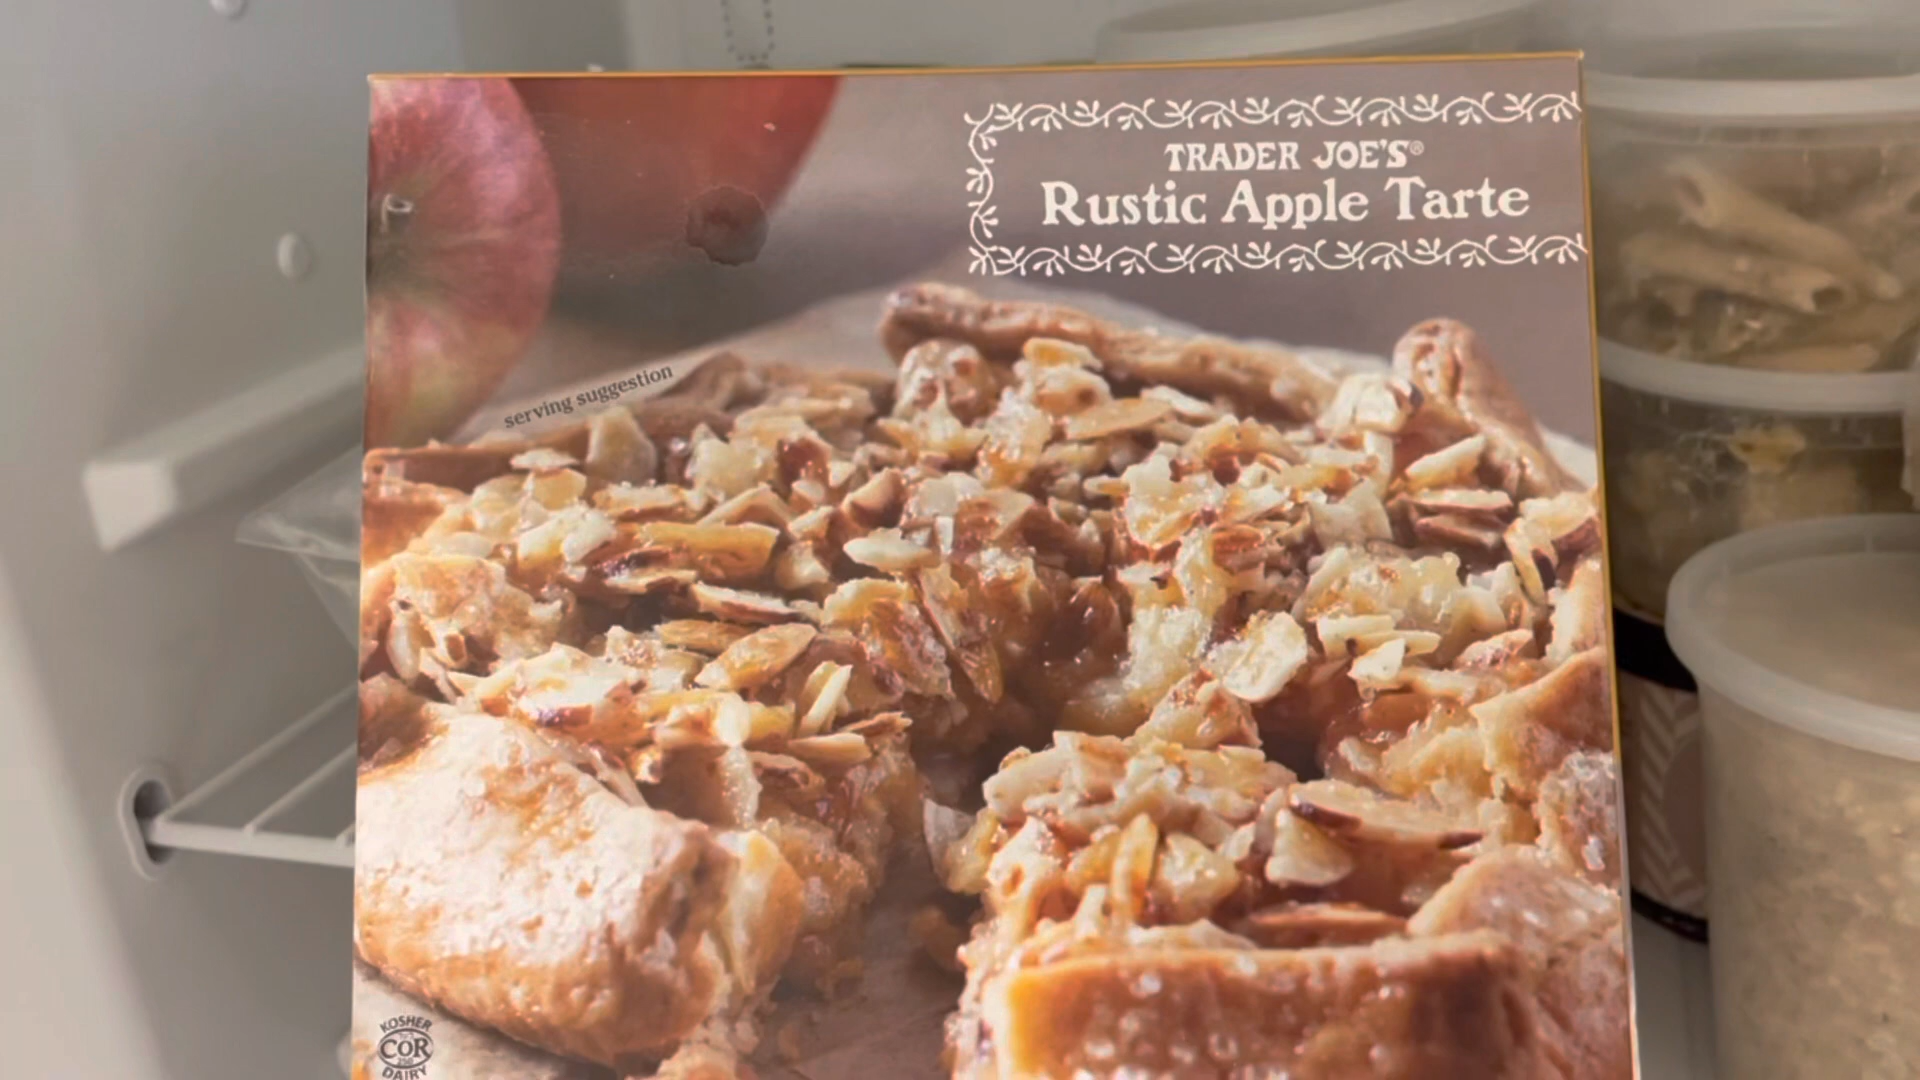 TRADER JOE'S®
Rustic Apple Tarte
serving suggestion
KOSHER
COR
DAIRY